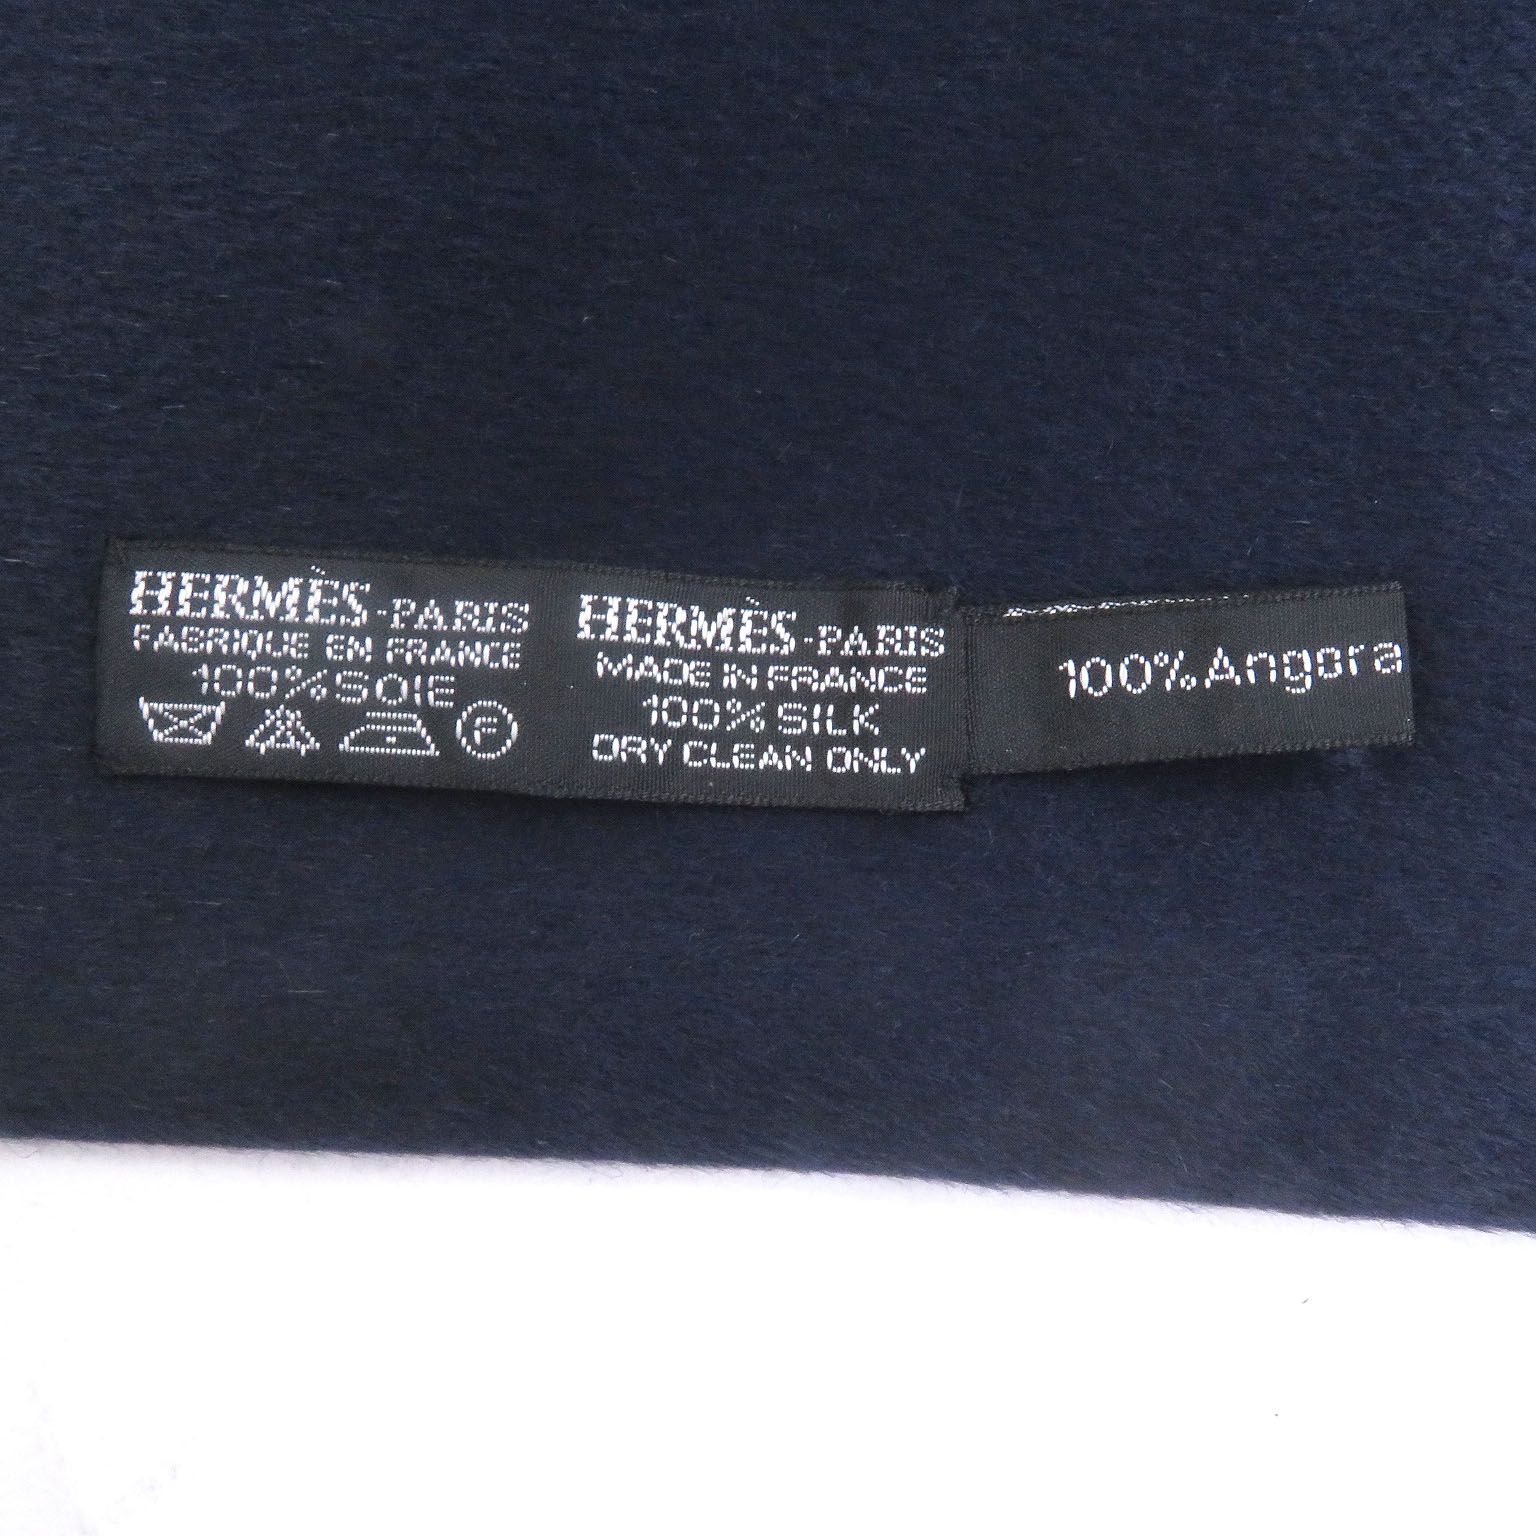 HERMÈS-PARIS
FABRIQUE EN FRANCE
100% SOIE
F
HERMÈS-PARIS
MADE IN FRANCE
100% SILK
DRY CLEAN ONLY
100% Angora